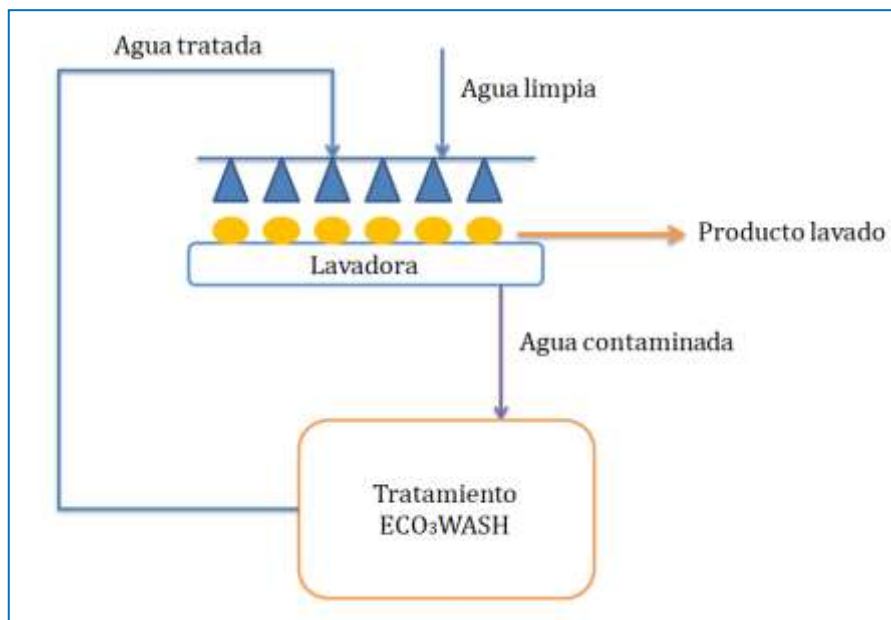 Agua tratada
Agua limpia
Producto lavado
Lavadora
Agua contaminada
Tratamiento
ECO₃WASH